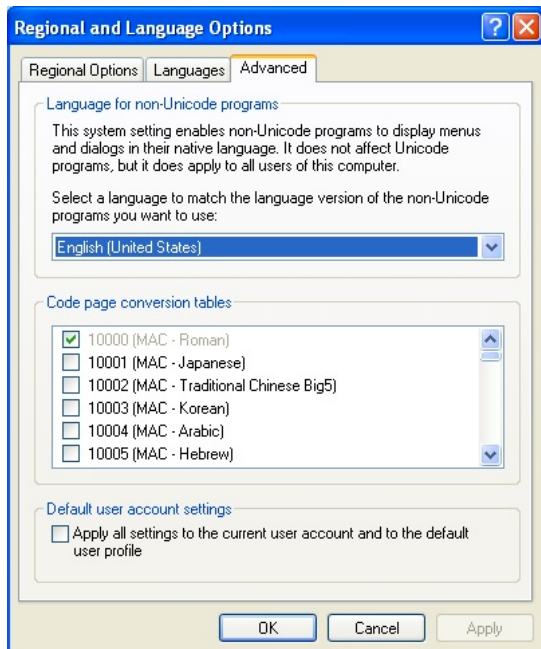 Regional and Language Options
Regional Options
Languages
Advanced
Language for non-Unicode programs
This system setting enables non-Unicode programs to display menus
and dialogs in their native language. It does not affect Unicode
programs, but it does apply to all users of this computer.
Select a language to match the language version of the non-Unicode
programs you want to use:
English (United States)
Code page conversion tables
10000 (MAC - Roman)
10001 (MAC - Japanese)
10002 (MAC - Traditional Chinese Big5)
10003 (MAC - Korean)
10004 (MAC - Arabic)
10005 (MAC - Hebrew)
Default user account settings
Apply all settings to the current user account and to the default
user profile
OK
Cancel
Apply